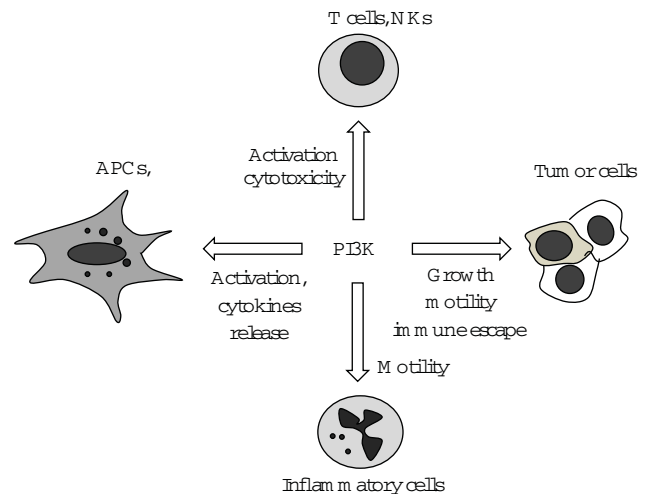 T cells, NKs
Activation
cytotoxicity
APCs,
Tumor cells
PI3K
Activation,
cytokines
release
Growth
motility
immune escape
Motility
Inflammatory cells